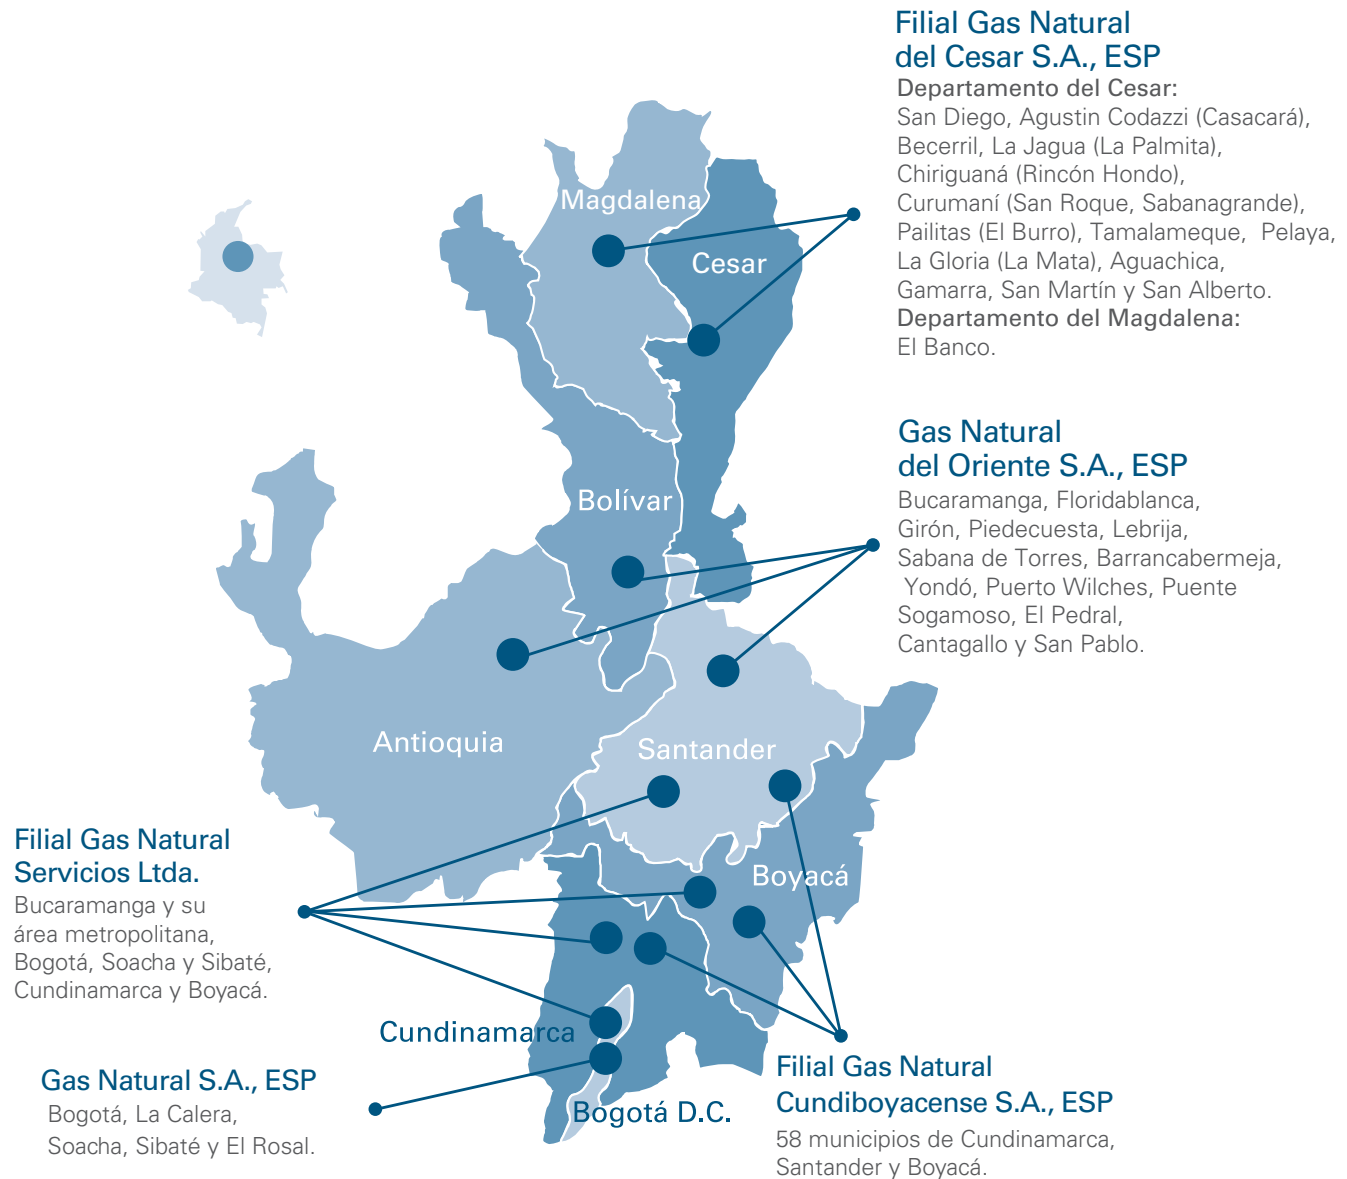 Filial Gas Natural
del Cesar S.A., ESP
Departamento del Cesar:
San Diego, Agustin Codazzi (Casacará),
Becerril, La Jagua (La Palmita),
Chiriguaná (Rincón Hondo),
Curumaní (San Roque, Sabanagrande),
Pailitas (El Burro), Tamalameque, Pelaya,
La Gloria (La Mata), Aguachica,
Gamarra, San Martín y San Alberto.
Departamento del Magdalena:
El Banco.
Magdalena
Cesar
Gas Natural
del Oriente S.A., ESP
Bucaramanga, Floridablanca,
Girón, Piedecuesta, Lebrija,
Sabana de Torres, Barrancabermeja,
Yondó, Puerto Wilches, Puente
Sogamoso, El Pedral,
Cantagallo y San Pablo.
Bolívar
Antioquia
Santander
Boyacá
Filial Gas Natural
Servicios Ltda.
Bucaramanga y su
área metropolitana,
Bogotá, Soacha y Sibaté,
Cundinamarca y Boyacá.
Cundinamarca
Gas Natural S.A., ESP
Bogotá, La Calera,
Soacha, Sibaté y El Rosal.
Bogotá D.C.
Filial Gas Natural
Cundiboyacense S.A., ESP
58 municipios de Cundinamarca,
Santander y Boyacá.